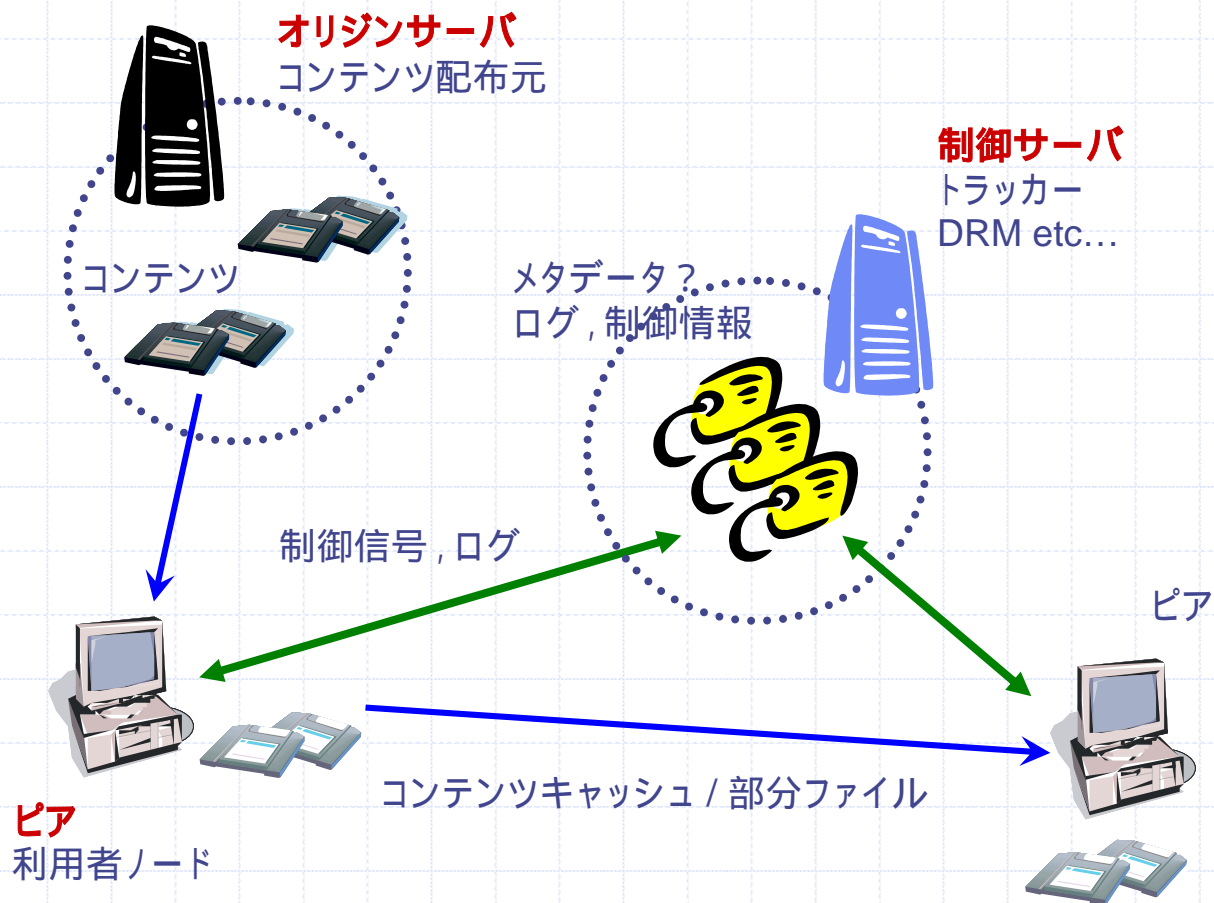 オリジンサーバ
コンテンツ配布元
制御サーバ
トラッカー
DRM etc…
コンテンツ
メタデータ？
ログ , 制御情報
制御信号 , ログ
ピア
コンテンツキャッシュ / 部分ファイル
ピア
利用者ノード